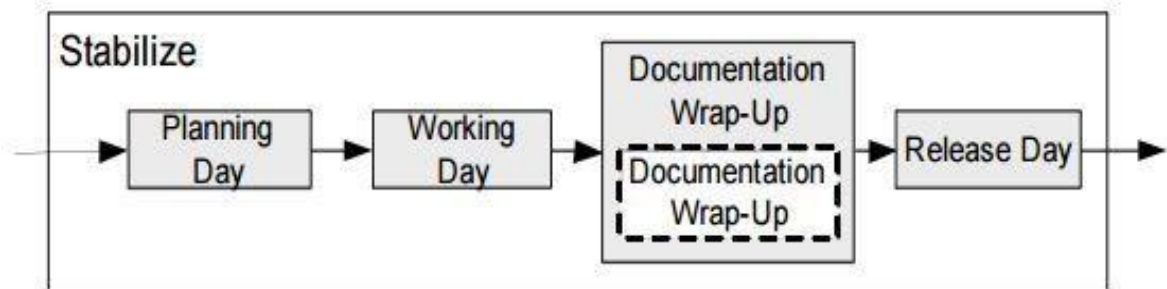 Stabilize
Planning
Day
Working
Day
Documentation
Wrap-Up
Documentation
Wrap-Up
Release Day